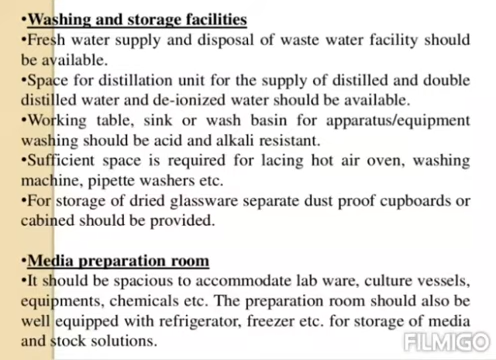 •Washing and storage facilities
•Fresh water supply and disposal of waste water facility should
be available.
•Space for distillation unit for the supply of distilled and double
distilled water and de-ionized water should be available.
•Working table, sink or wash basin for apparatus/equipment
washing should be acid and alkali resistant.
•Sufficient space is required for lacing hot air oven, washing
machine, pipette washers etc.
•For storage of dried glassware separate dust proof cupboards or
cabined should be provided.
•Media preparation room
•It should be spacious to accommodate lab ware, culture vessels,
equipments, chemicals etc. The preparation room should also be
well equipped with refrigerator, freezer etc. for storage of media
and stock solutions.
FILMIGO